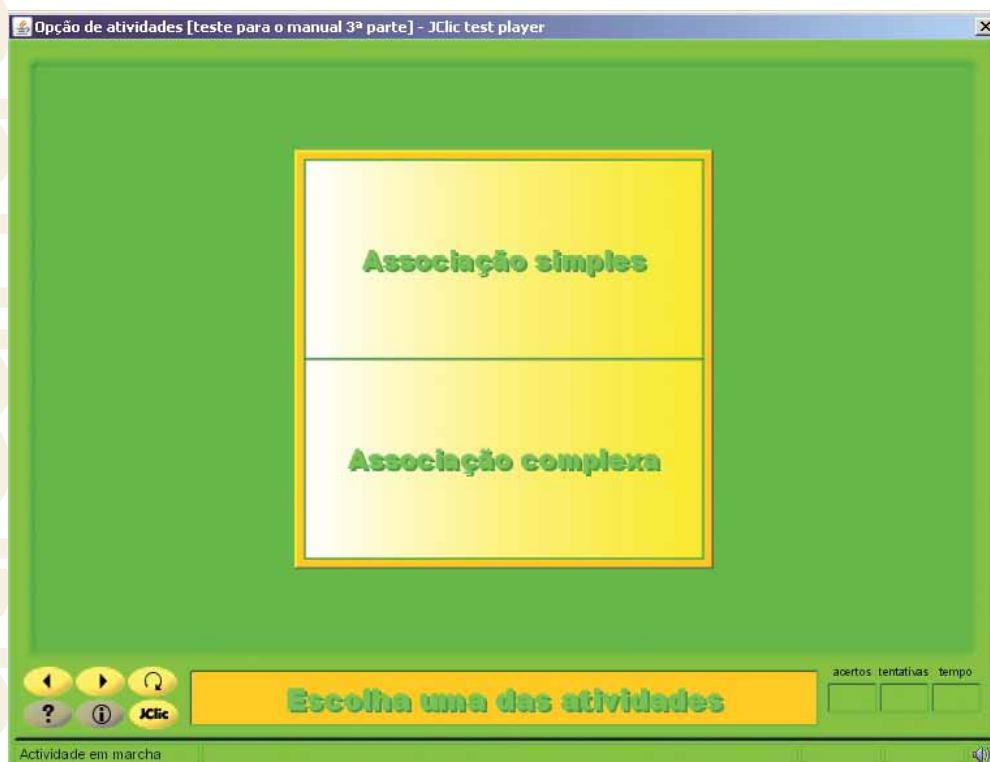 Opção de atividades [teste para o manual 3ª parte] - JClic test player
Associação simples
Associação complexa
acertos tentativas tempo
JClic
Escolha uma das atividades
Actividade em marcha